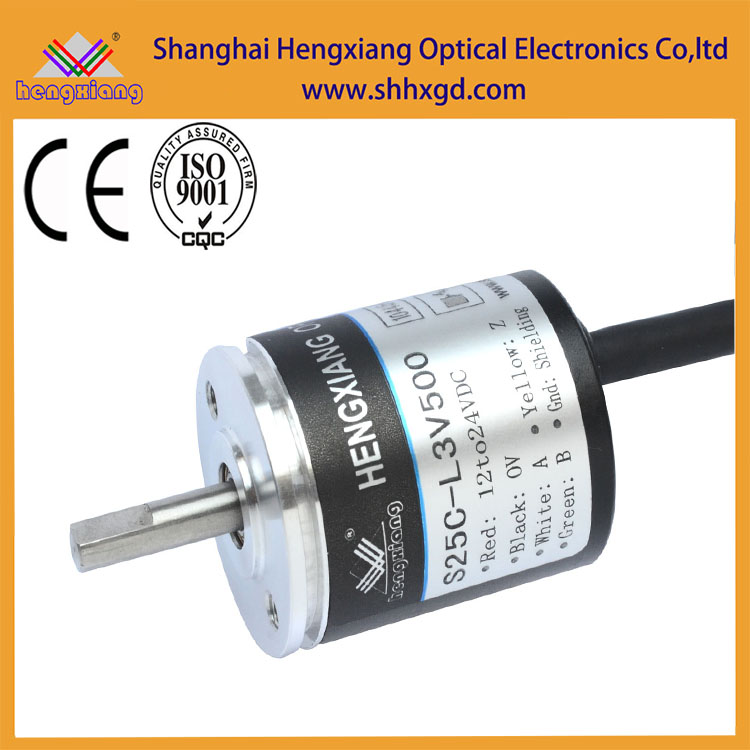 hengxiang®
Shanghai Hengxiang Optical Electronics Co,ltd
www.shhxgd.com
CE
QUALITY ASSURED FIRM
ISO
9001
CQC
hengxiang®
HENGXIANG
S25C-L3V500
•Red: 12to24VDC
•Black: 0V
•White: A •Yellow: Z
•Green: B •Gnd: Shielding